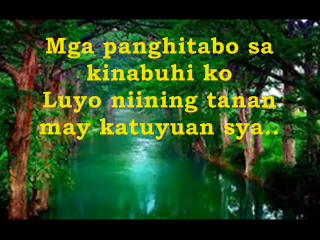 Mga panghitabo sa
kinabuhi ko
Luyo niining tanan
may katuyuan sya..